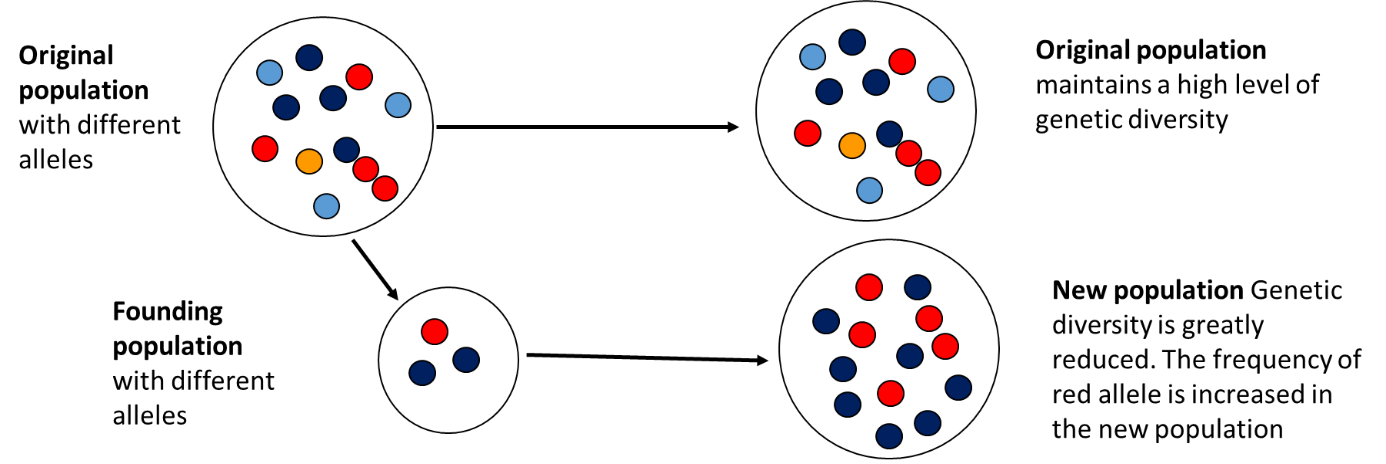 Original
population
with different
alleles
Original population
maintains a high level of
genetic diversity
Founding
population
with different
alleles
New population Genetic
diversity is greatly
reduced. The frequency of
red allele is increased in
the new population